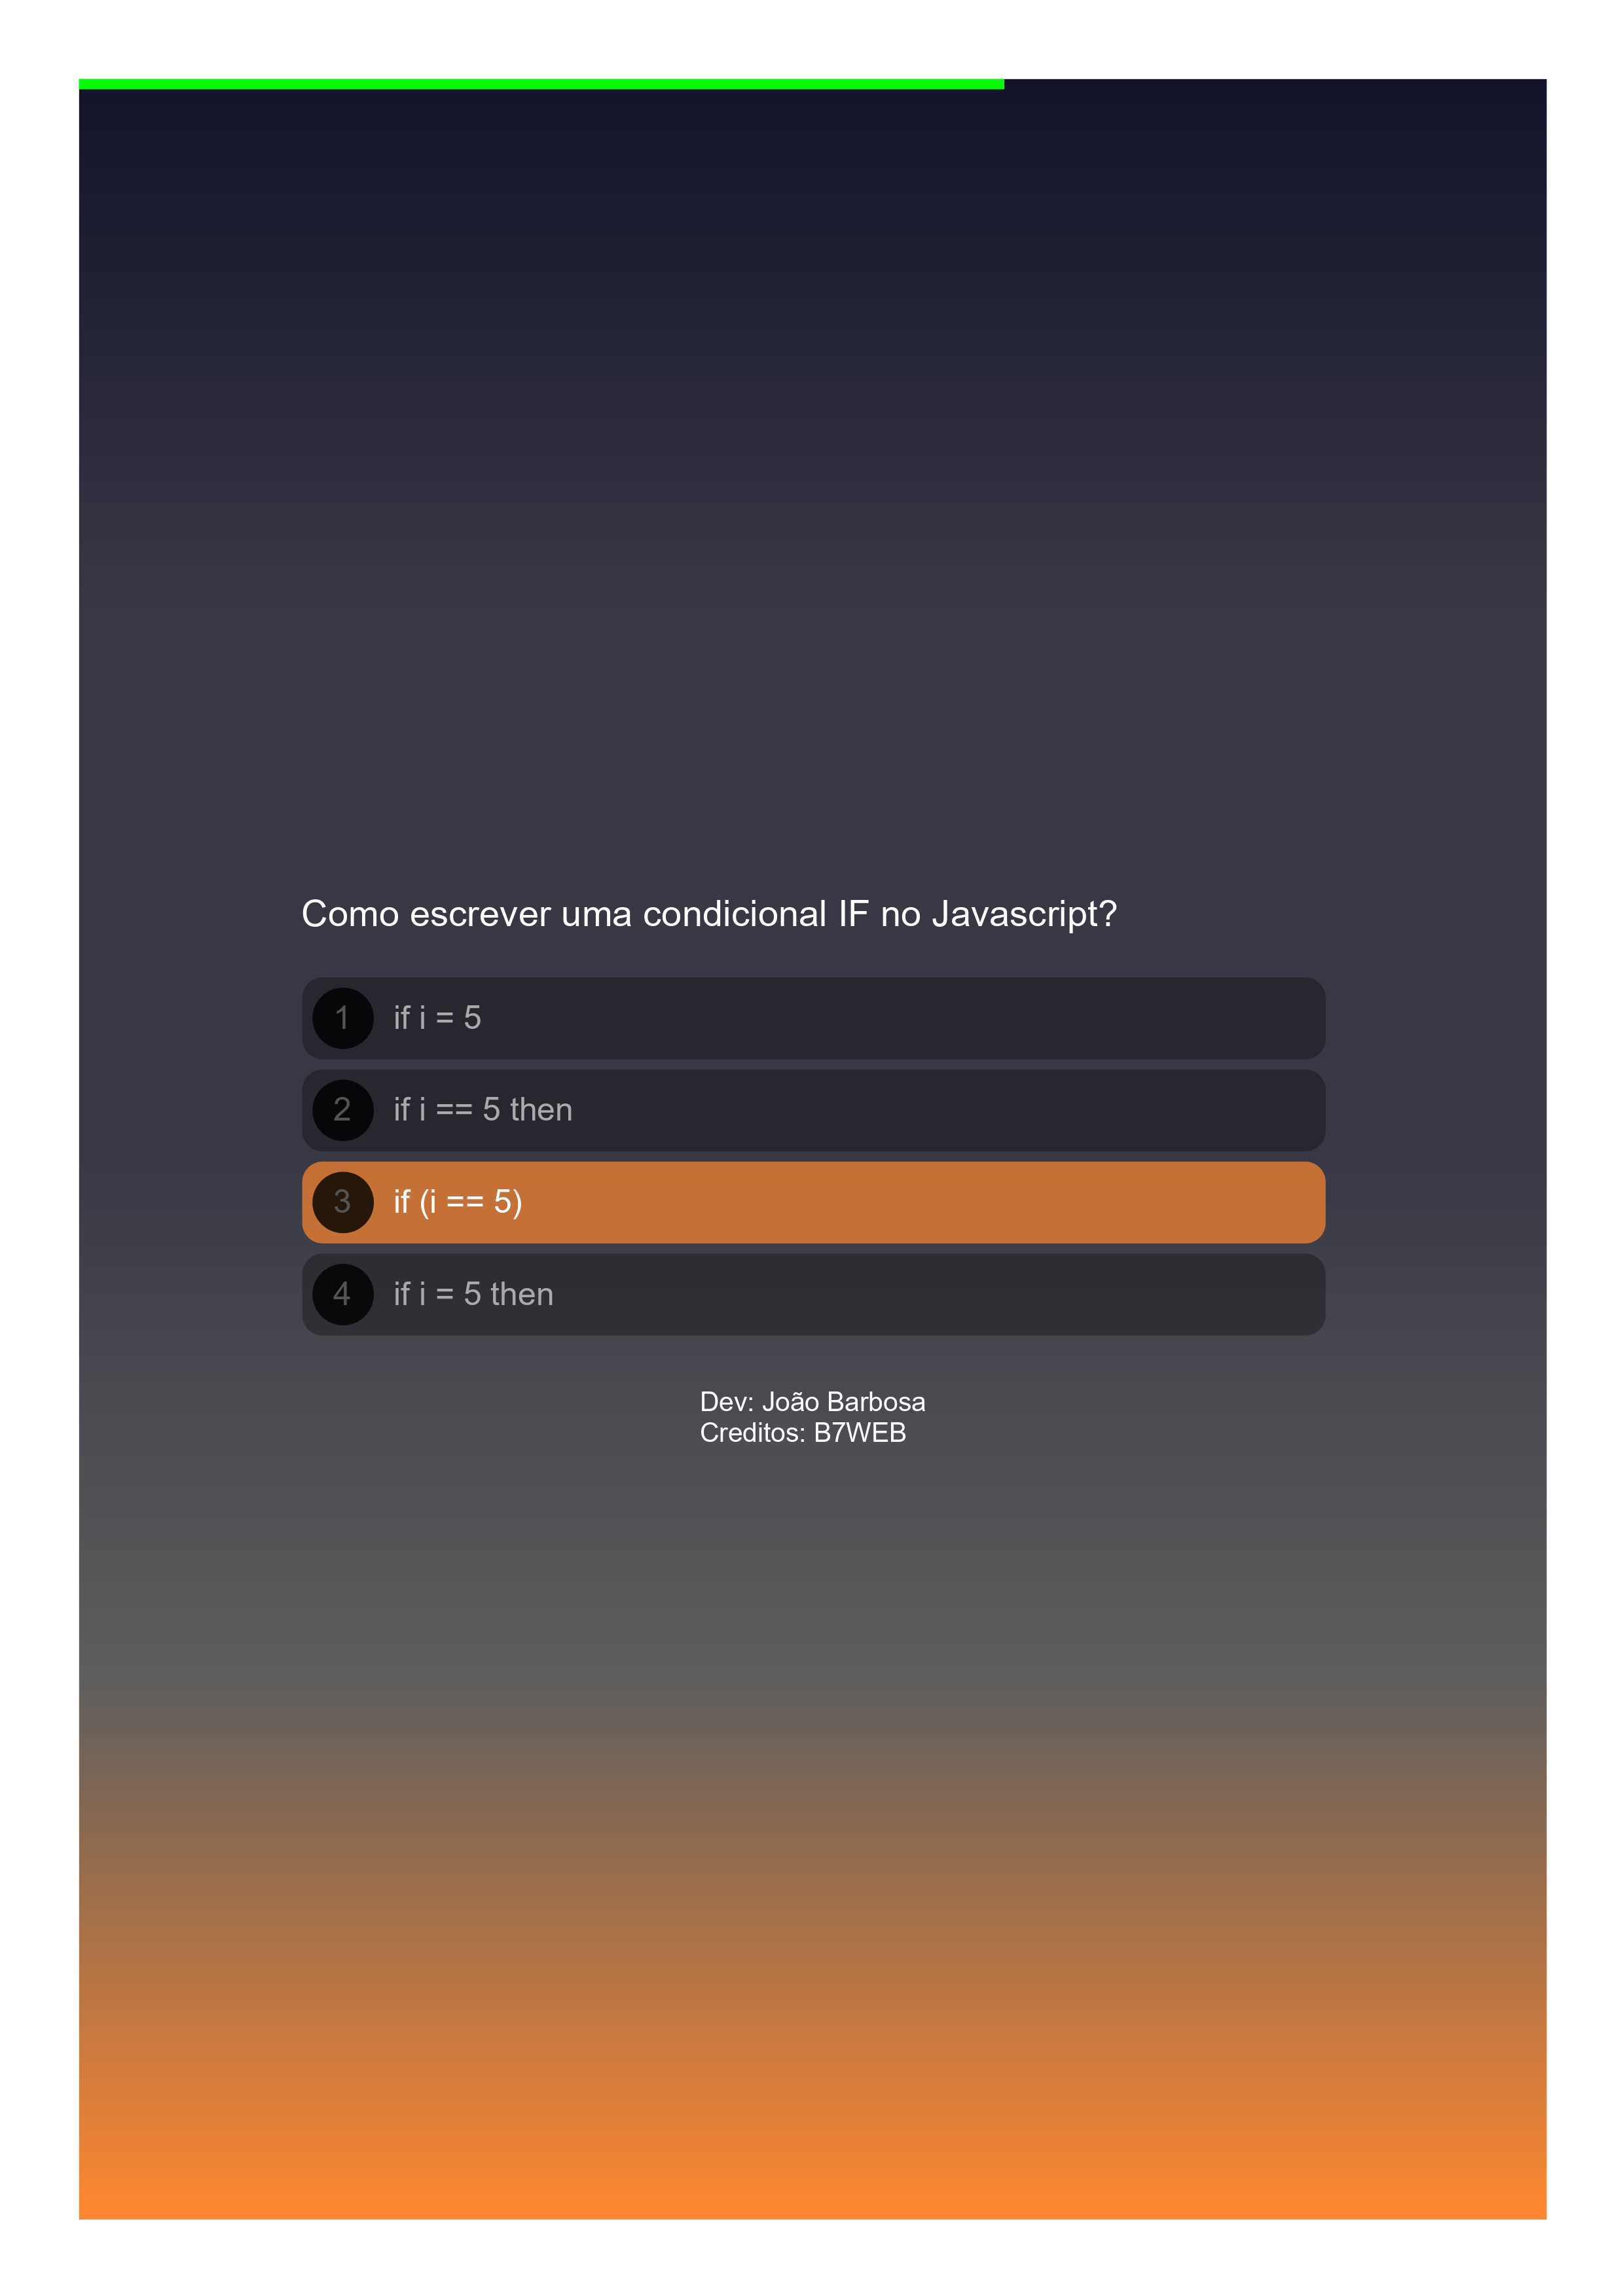 Como escrever uma condicional IF no Javascript?
1 if i = 5
2 if i == 5 then
3 if (i == 5)
4 if i = 5 then
Dev: João Barbosa
Creditos: B7WEB